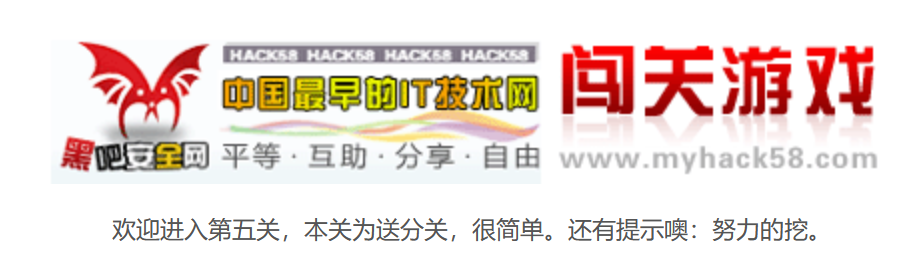 HACK58 HACK58 HACK58 HACK58
中国最早的IT技术网
黑吧安全网
平等·互助·分享·自由
闯关游戏
www.myhack58.com
欢迎进入第五关，本关为送分关，很简单。还有提示噢：努力的挖。